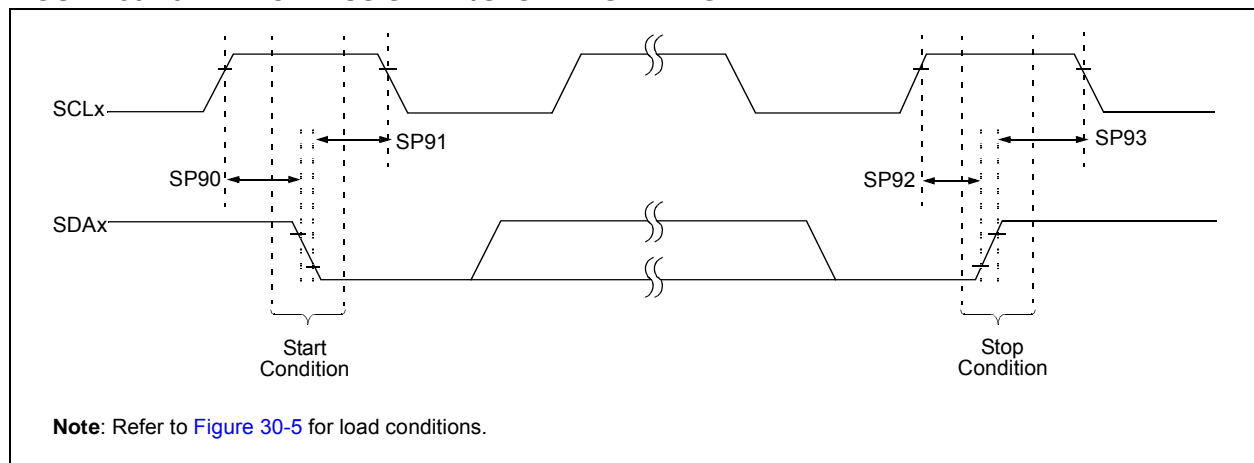 SCLx
SP91
SP93
SP90
SP92
SDAx
Start
Condition
Stop
Condition
Note: Refer to Figure 30-5 for load conditions.